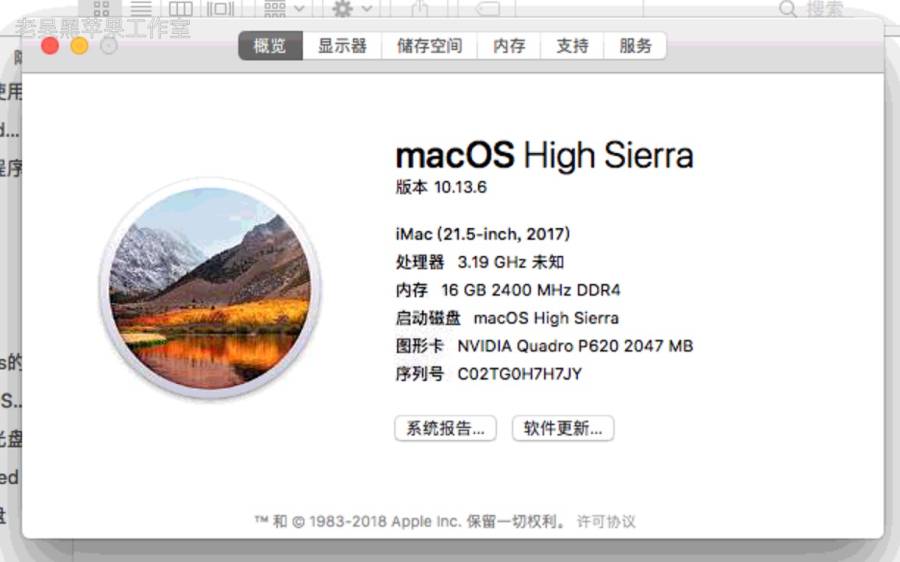 搜索
老吴黑苹果工作室
概览 显示器 储存空间 内存 支持 服务
使用
d...
程序
macOS High Sierra
版本 10.13.6
iMac (21.5-inch, 2017)
处理器 3.19 GHz 未知
内存 16 GB 2400 MHz DDR4
启动磁盘 macOS High Sierra
图形卡 NVIDIA Quadro P620 2047 MB
s的
序列号 C02TG0H7H7JY
S...
系统报告... 软件更新...
光盘
ed
盘
™ 和 © 1983-2018 Apple Inc. 保留一切权利。 许可协议